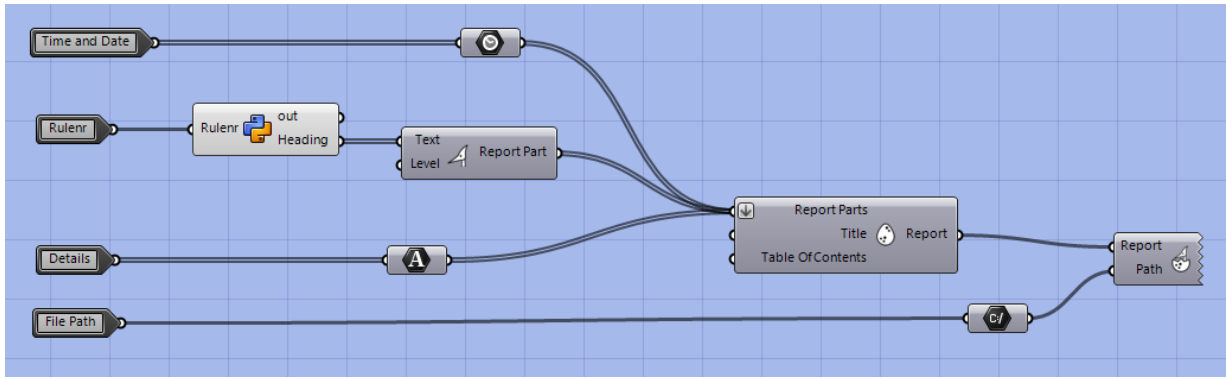 Time and Date
Rulenr
Rulenr
out
Heading
Text
Level
Report Part
Details
A
File Path
Report Parts
Title
Table Of Contents
Report
C:/
Report
Path